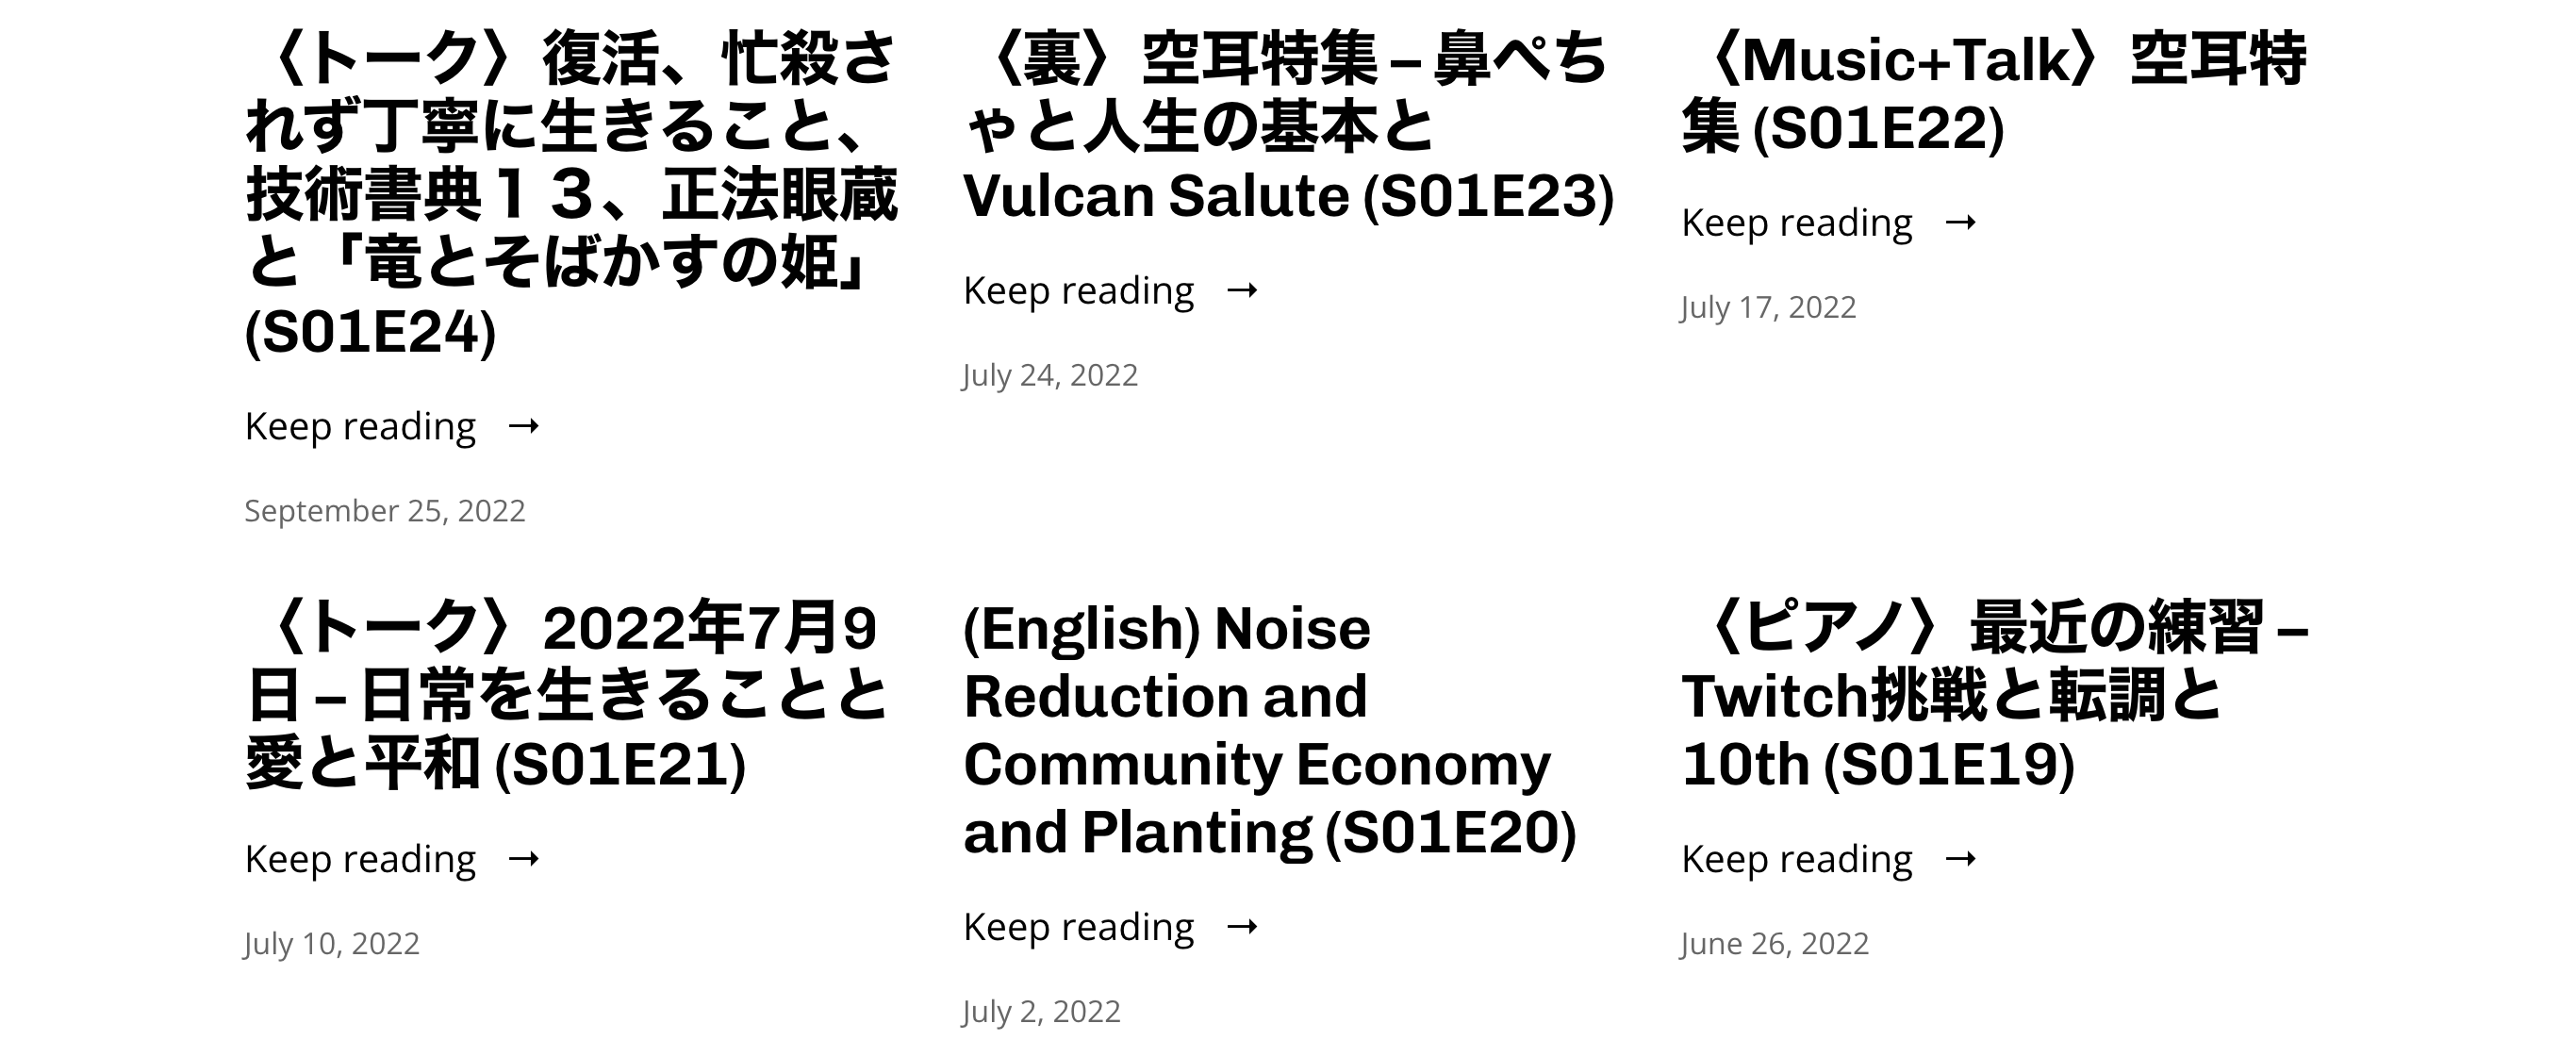 〈トーク〉復活、忙殺さ
れず丁寧に生きること、
技術書典１３、正法眼蔵
と「竜とそばかすの姫」
(S01E24)
Keep reading →
September 25, 2022
〈裏〉空耳特集 – 鼻ぺち
ゃと人生の基本と
Vulcan Salute (S01E23)
Keep reading →
July 24, 2022
〈Music+Talk〉空耳特
集 (S01E22)
Keep reading →
July 17, 2022
〈トーク〉2022年7月9
日 – 日常を生きることと
愛と平和 (S01E21)
Keep reading →
July 10, 2022
(English) Noise
Reduction and
Community Economy
and Planting (S01E20)
Keep reading →
July 2, 2022
〈ピアノ〉最近の練習 –
Twitch挑戦と転調と
10th (S01E19)
Keep reading →
June 26, 2022